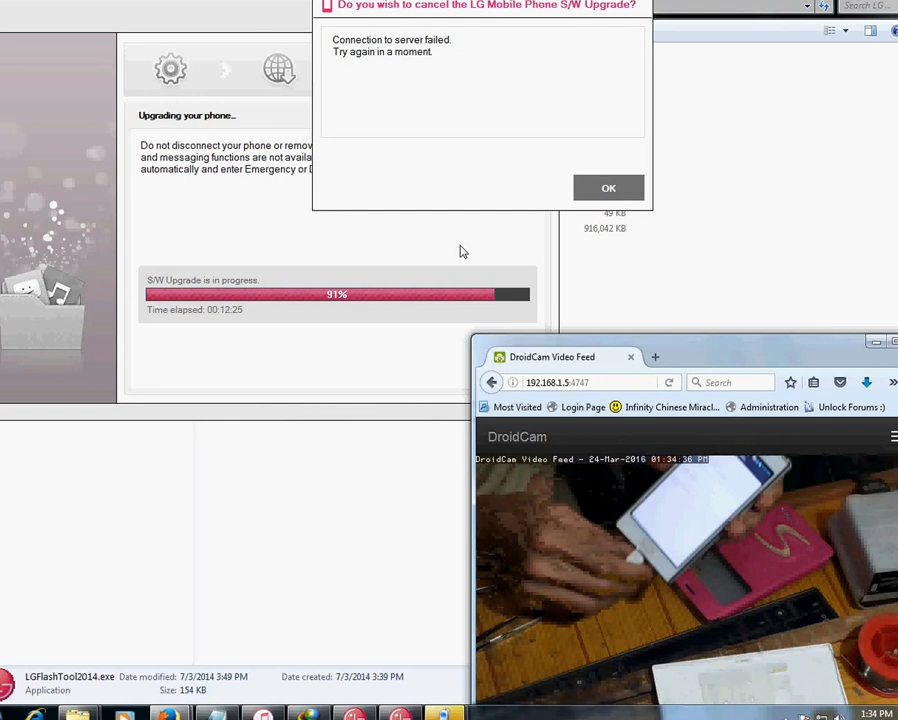 Do you wish to cancel the LG Mobile Phone S/W Upgrade?
Search LG ...
Connection to server failed.
Try again in a moment.
Upgrading your phone...
Do not disconnect your phone or remov
and messaging functions are not availa
automatically and enter Emergency or D
OK
49 KB
916,042 KB
S/W Upgrade is in progress.
91%
Time elapsed: 00:12:25
DroidCam Video Feed
192.168.1.5:4747
Search
Most Visited
Login Page
Infinity Chinese Miracl...
Administration
Unlock Forums :)
DroidCam
DroidCam Video Feed - 24-Mar-2016 01:34:36 PM
LGFlashTool2014.exe
Date modified: 7/3/2014 3:49 PM
Date created: 7/3/2014 3:39 PM
Application
Size: 154 KB
1:34 PM